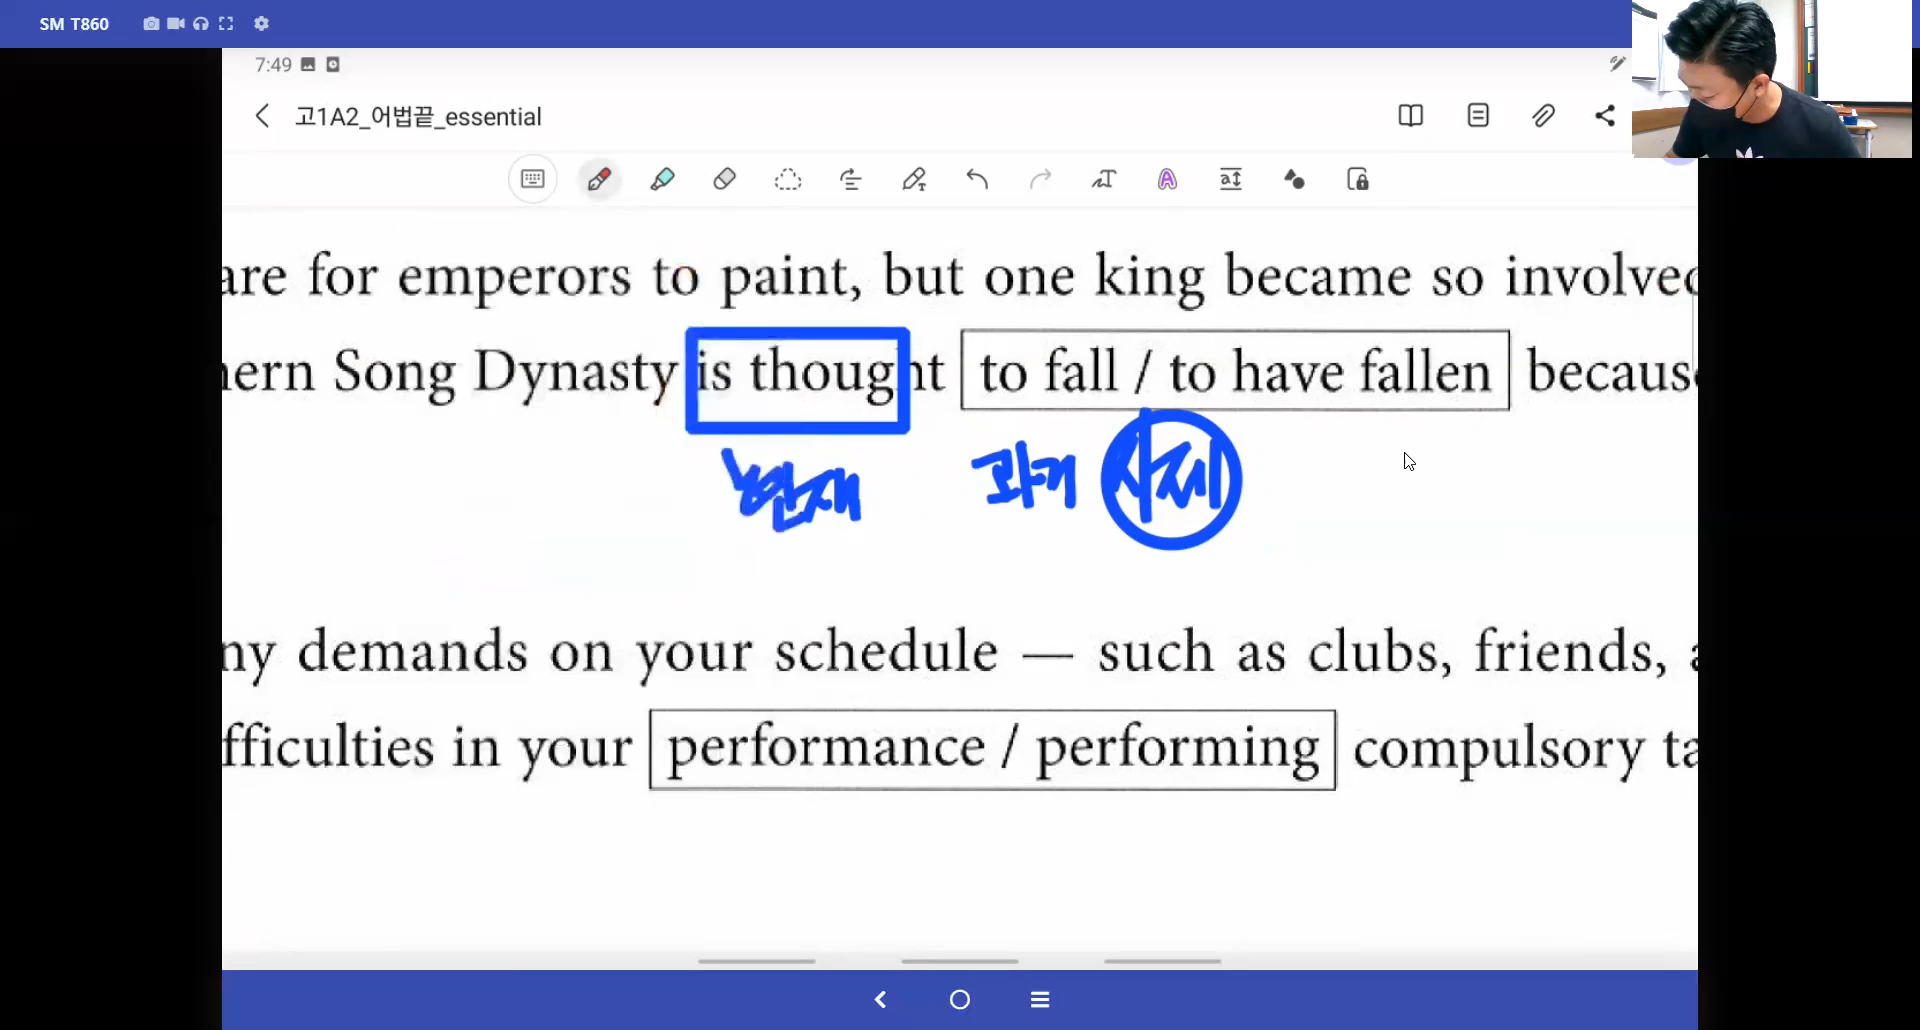 SM T860
7:49
고1A2_어법끝_essential
are for emperors to paint, but one king became so involved
hern Song Dynasty is thought to fall / to have fallen becaus
현재 과거 시제
ny demands on your schedule — such as clubs, friends, a
fficulties in your performance / performing compulsory ta